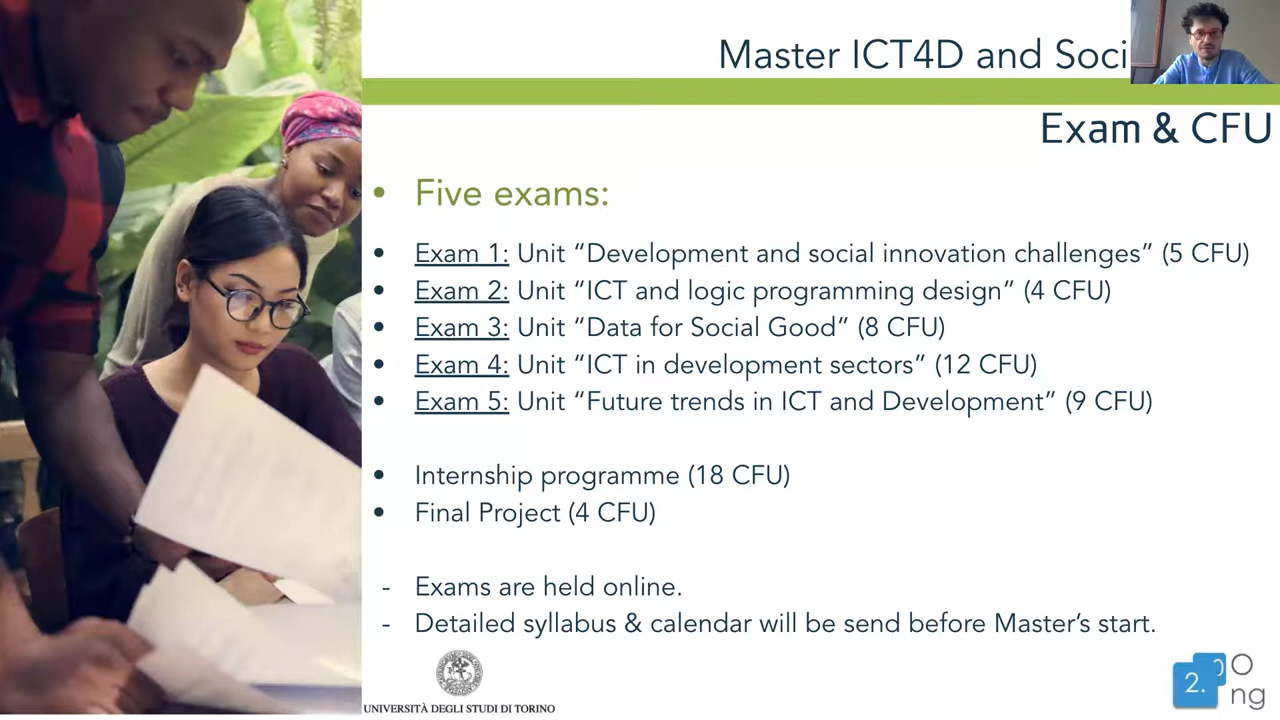 Master ICT4D and Soci
Exam & CFU
• Five exams:
• Exam 1: Unit “Development and social innovation challenges” (5 CFU)
• Exam 2: Unit “ICT and logic programming design” (4 CFU)
• Exam 3: Unit “Data for Social Good” (8 CFU)
• Exam 4: Unit “ICT in development sectors” (12 CFU)
• Exam 5: Unit “Future trends in ICT and Development” (9 CFU)
• Internship programme (18 CFU)
• Final Project (4 CFU)
- Exams are held online.
- Detailed syllabus & calendar will be send before Master’s start.
UNIVERSITÀ DEGLI STUDI DI TORINO
2.0
ong